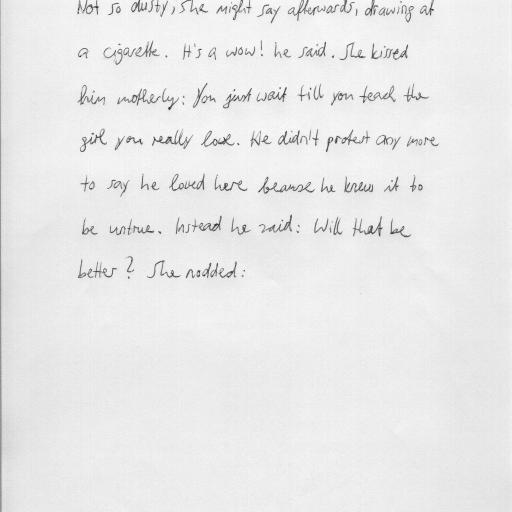 Not so dusty, she might say afterwards, drawing at
a cigarette. It's a wow! he said. She kissed
him motherly: You just wait till you teach the
girl you really love. He didn't protest any more
to say he loved here because he knew it to
be untrue. Instead he said: Will that be
better? She nodded: